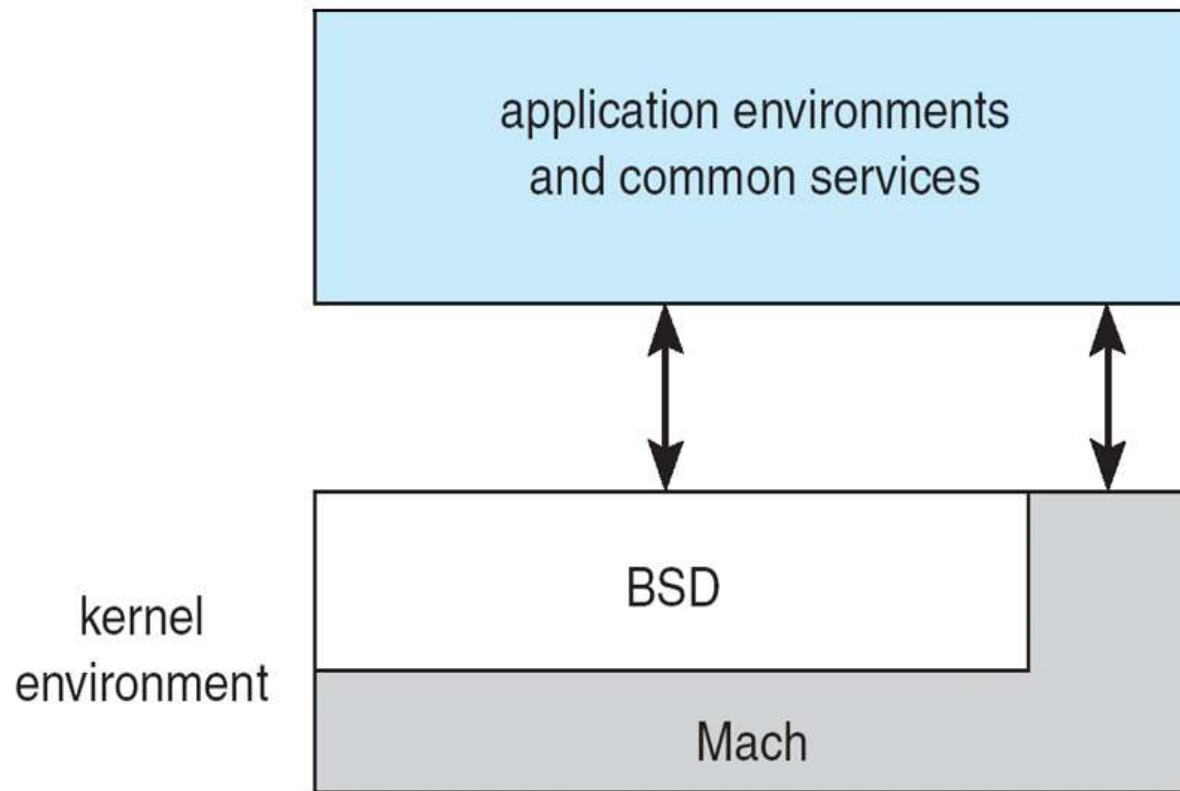 application environments
and common services
BSD
kernel
environment
Mach